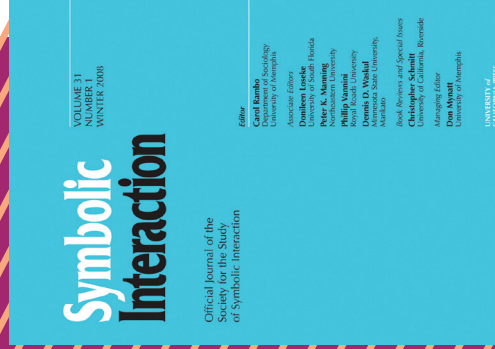 VOLUME 31
NUMBER 1
WINTER 2008
Symbolic
Interaction
Official Journal of the
Society for the Study
of Symbolic Interaction
Editor
Carol Rambo
Department of Sociology
University of Memphis
Associate Editors
Donileen Loseke
University of South Florida
Peter K. Manning
Northeastern University
Phillip Vannini
Royal Roads University
Dennis D. Waskul
Minnesota State University,
Mankato
Book Reviews and Special Issues
Christopher Schmitt
University of California, Riverside
Managing Editor
Don Mynatt
University of Memphis
UNIVERSITY of